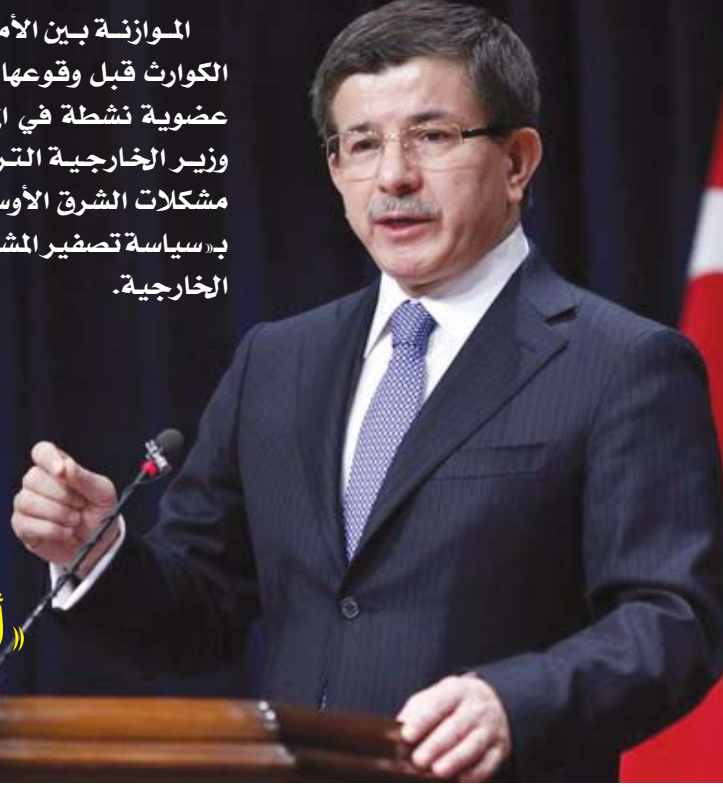 الموازنة بين الأم
الكوارث قبل وقوعها
عضوية نشطة في ال
وزير الخارجية التر
مشكلات الشرق الأوس
بـ«سياسة تصفير المش
الخارجية.
«أ